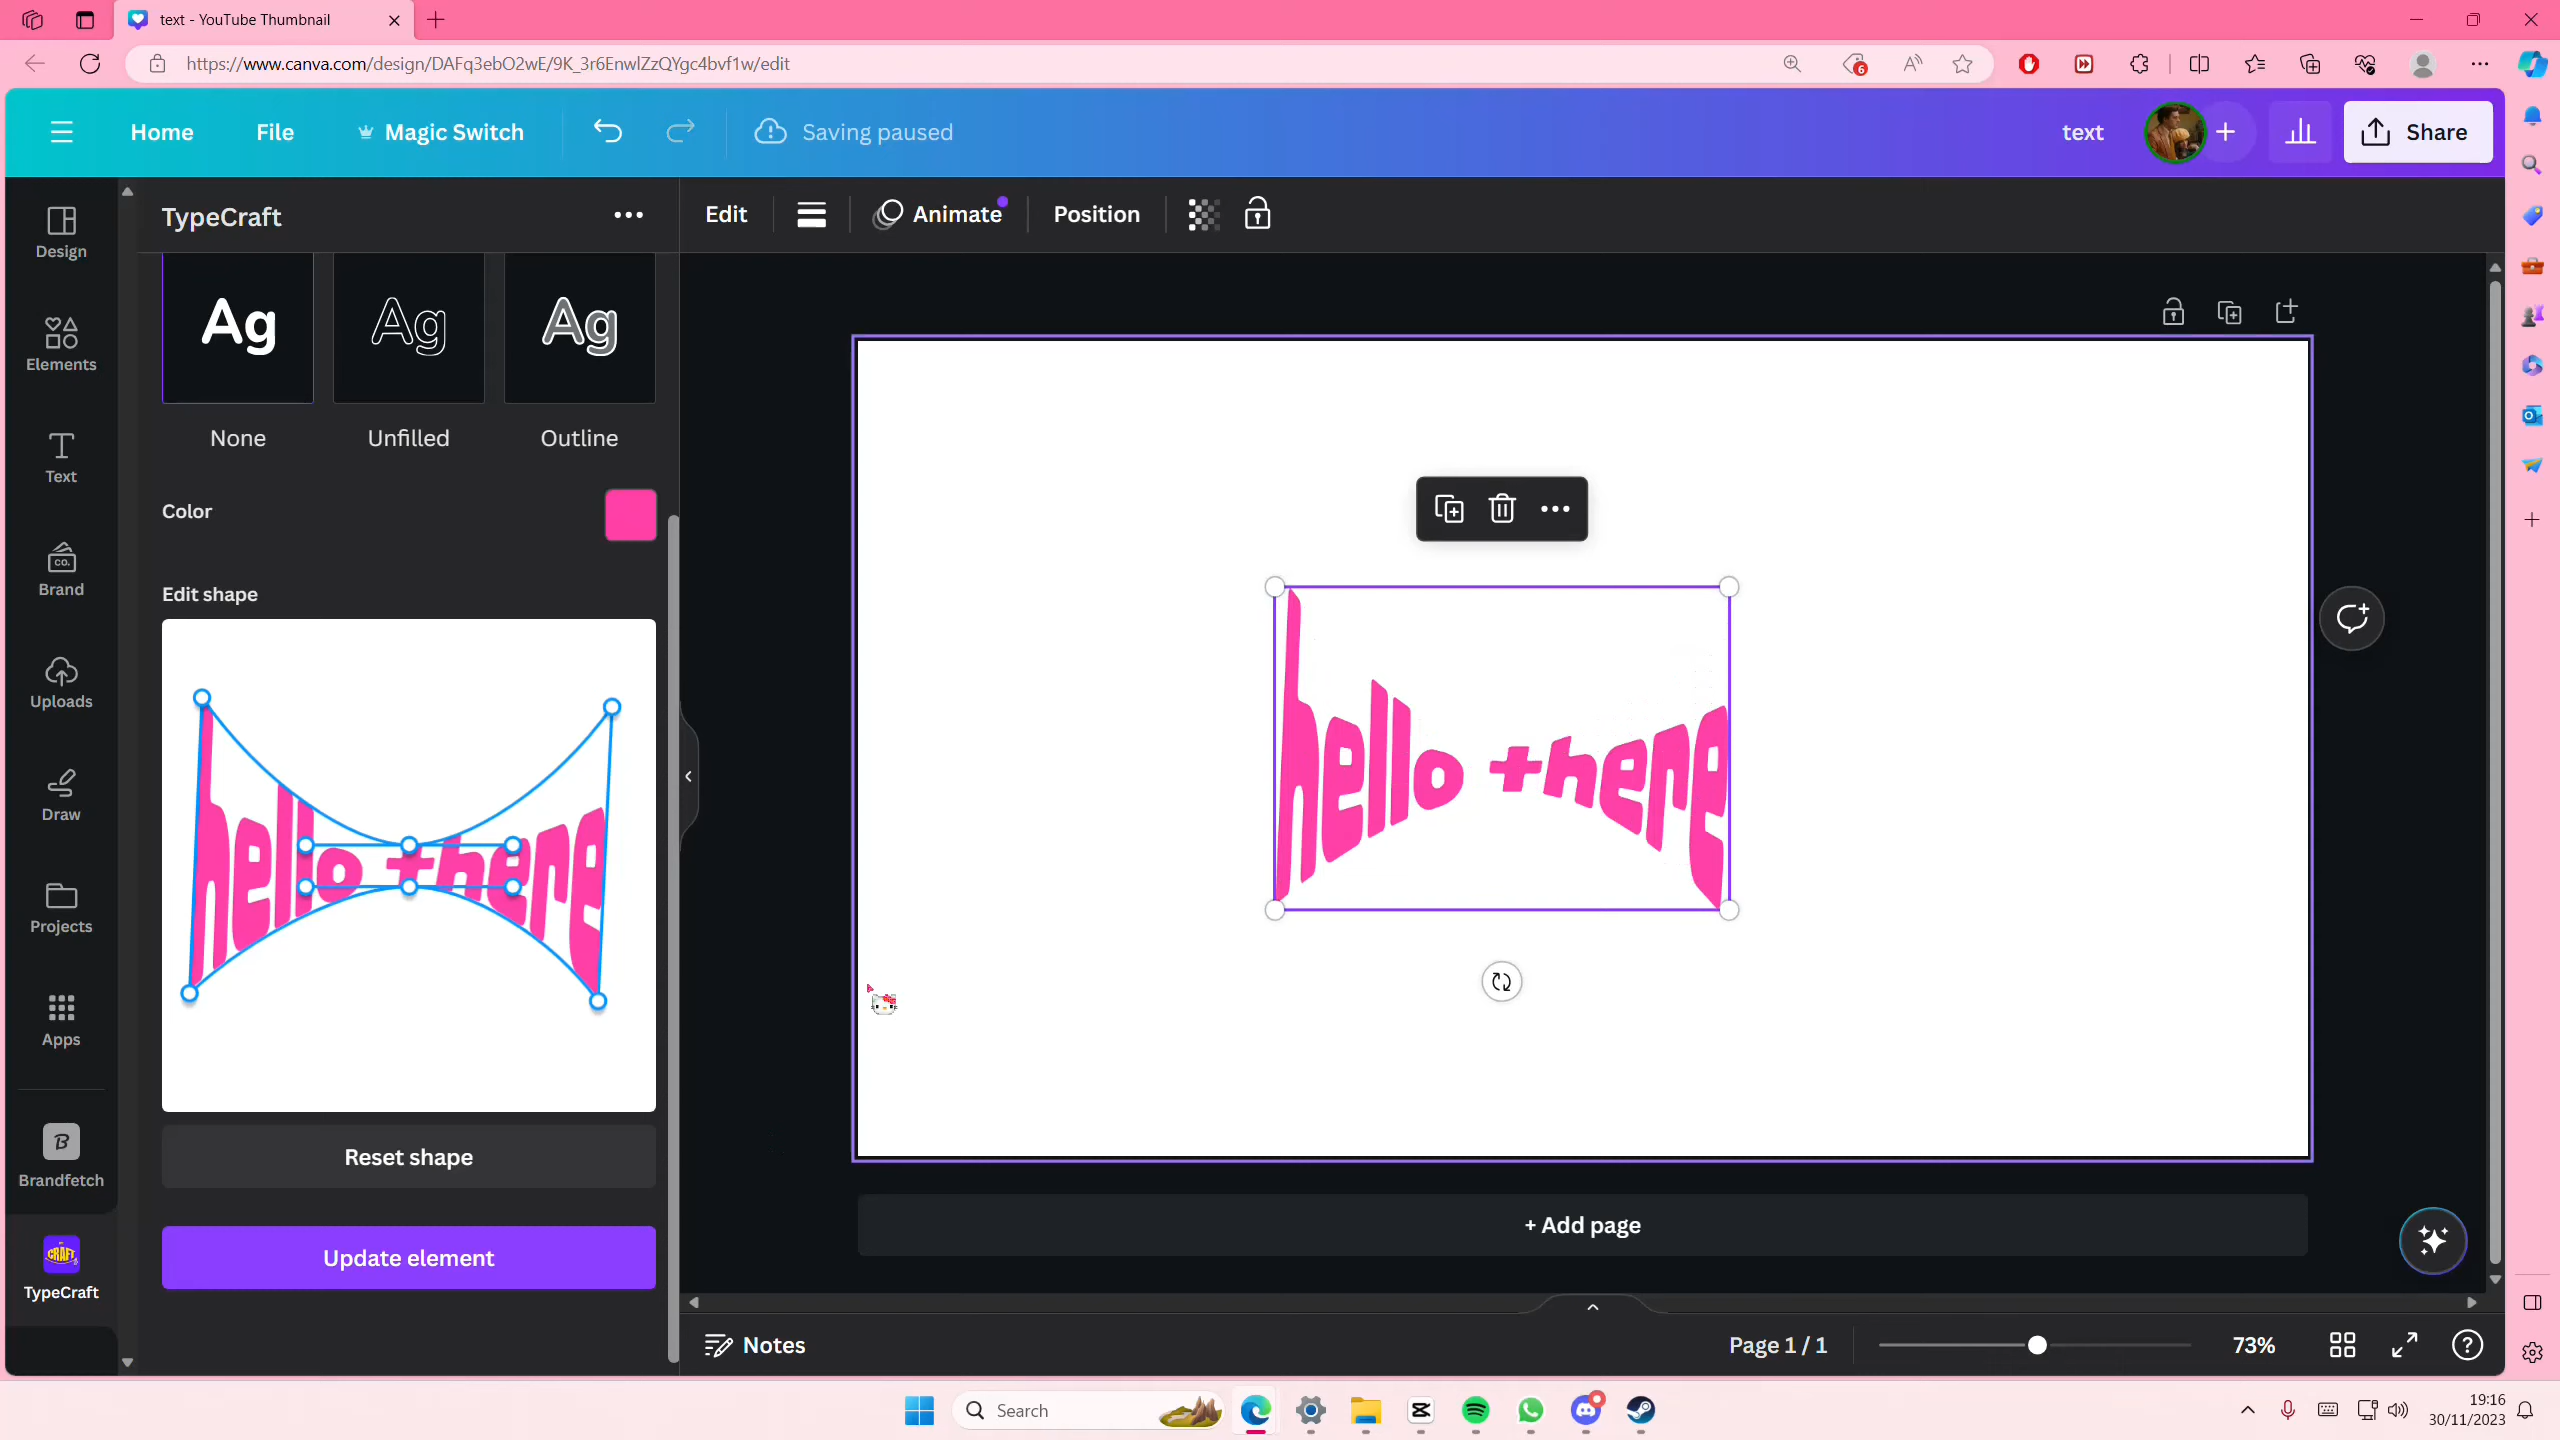 text - YouTube Thumbnail
https://www.canva.com/design/DAFq3ebO2wE/9K_3r6EnwlZzQYgc4bvf1w/edit
6
Home
File
Magic Switch
Saving paused
text
Share
Design
Elements
Text
Brand
CO.
Uploads
Draw
Projects
Apps
Brandfetch
CRAFT
TypeCraft
TypeCraft
Ag
Ag
Ag
None
Unfilled
Outline
Color
Edit shape
hello there
Reset shape
Update element
Edit
Animate
Position
hello there
+ Add page
Notes
Page 1 / 1
73%
Search
19:16
30/11/2023